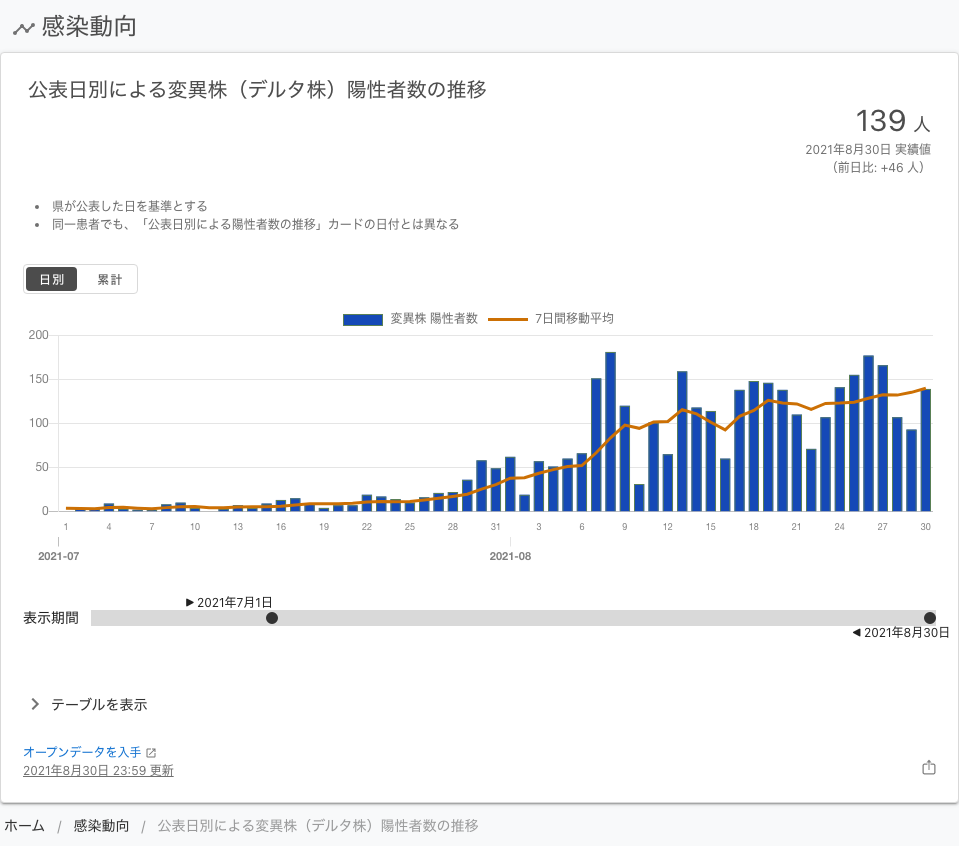 感染動向
公表日別による変異株（デルタ株）陽性者数の推移
139 人
2021年8月30日 実績値
（前日比: +46 人）
• 県が公表した日を基準とする
• 同一患者でも、「公表日別による陽性者数の推移」カードの日付とは異なる
日別 累計
変異株 陽性者数 7日間移動平均
200
150
100
50
0
1 4 7 10 13 16 19 22 25 28 31 3 6 9 12 15 18 21 24 27 30
2021-07 2021-08
▶ 2021年7月1日
表示期間
◀ 2021年8月30日
テーブルを表示
オープンデータを入手
2021年8月30日 23:59 更新
ホーム / 感染動向 / 公表日別による変異株（デルタ株）陽性者数の推移